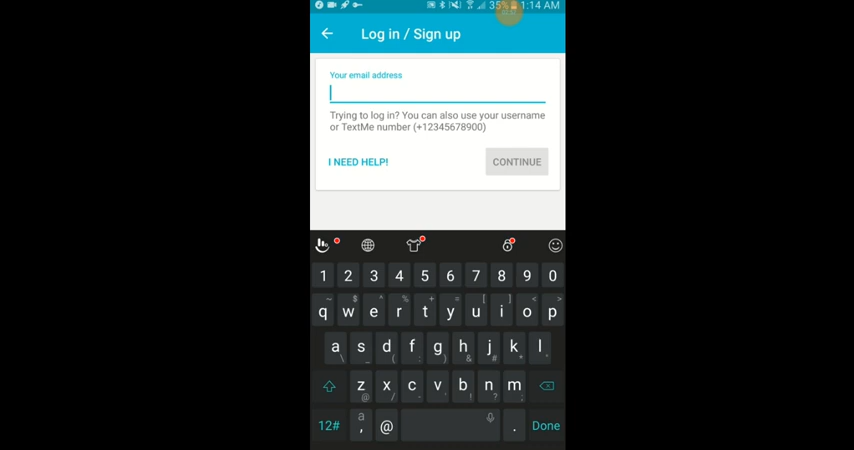 35% 1:14 AM
Log in / Sign up
Your email address
Trying to log in? You can also use your username
or TextMe number (+12345678900)
I NEED HELP! CONTINUE
1 2 3 4 5 6 7 8 9 0
~ $ ^ % + = [ ] < >
q w e r t y u i o p
a s d f g h j k l
\ _ ( : ) & # * "
z x c v b n m
@ / - ' ! ? ;
12# a , @ . Done